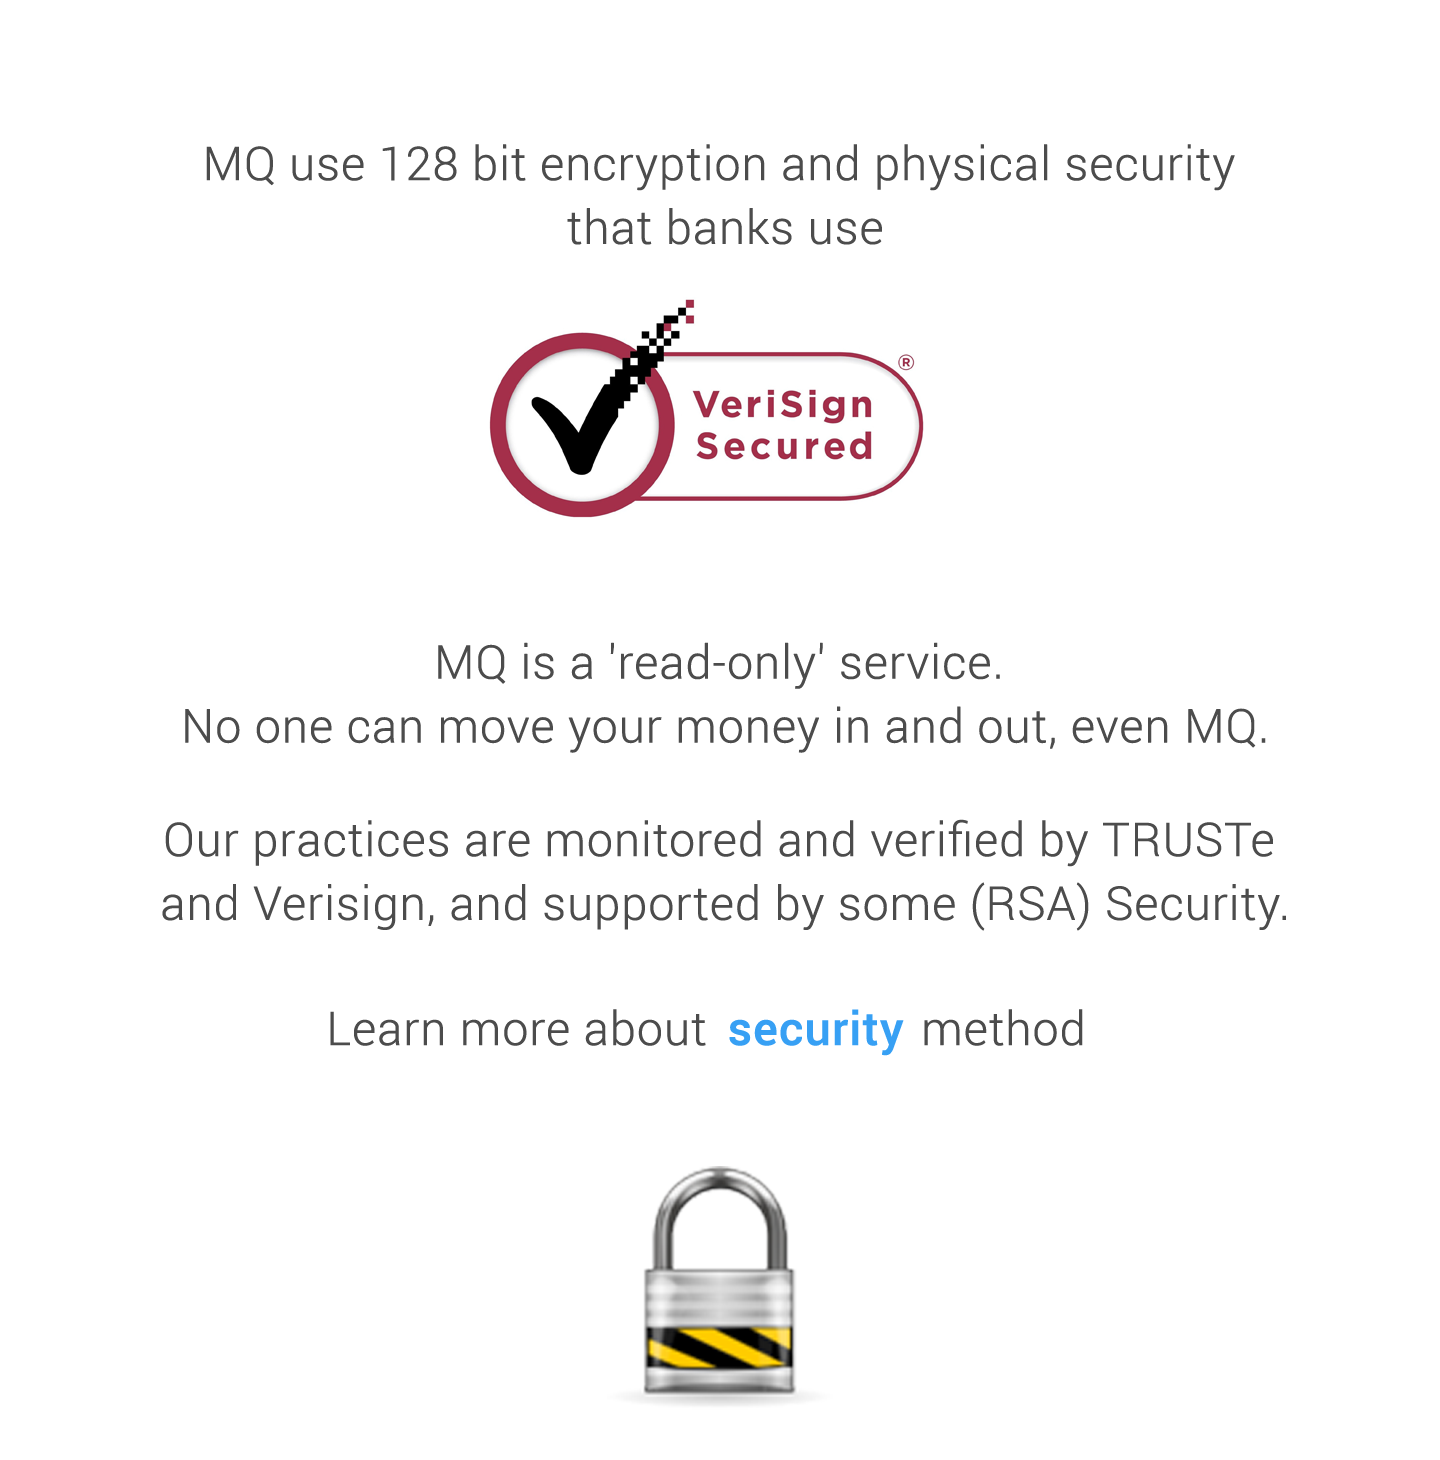 MQ use 128 bit encryption and physical security
that banks use
VeriSign
Secured
®
MQ is a 'read-only' service.
No one can move your money in and out, even MQ.
Our practices are monitored and verified by TRUSTe
and Verisign, and supported by some (RSA) Security.
Learn more about security method